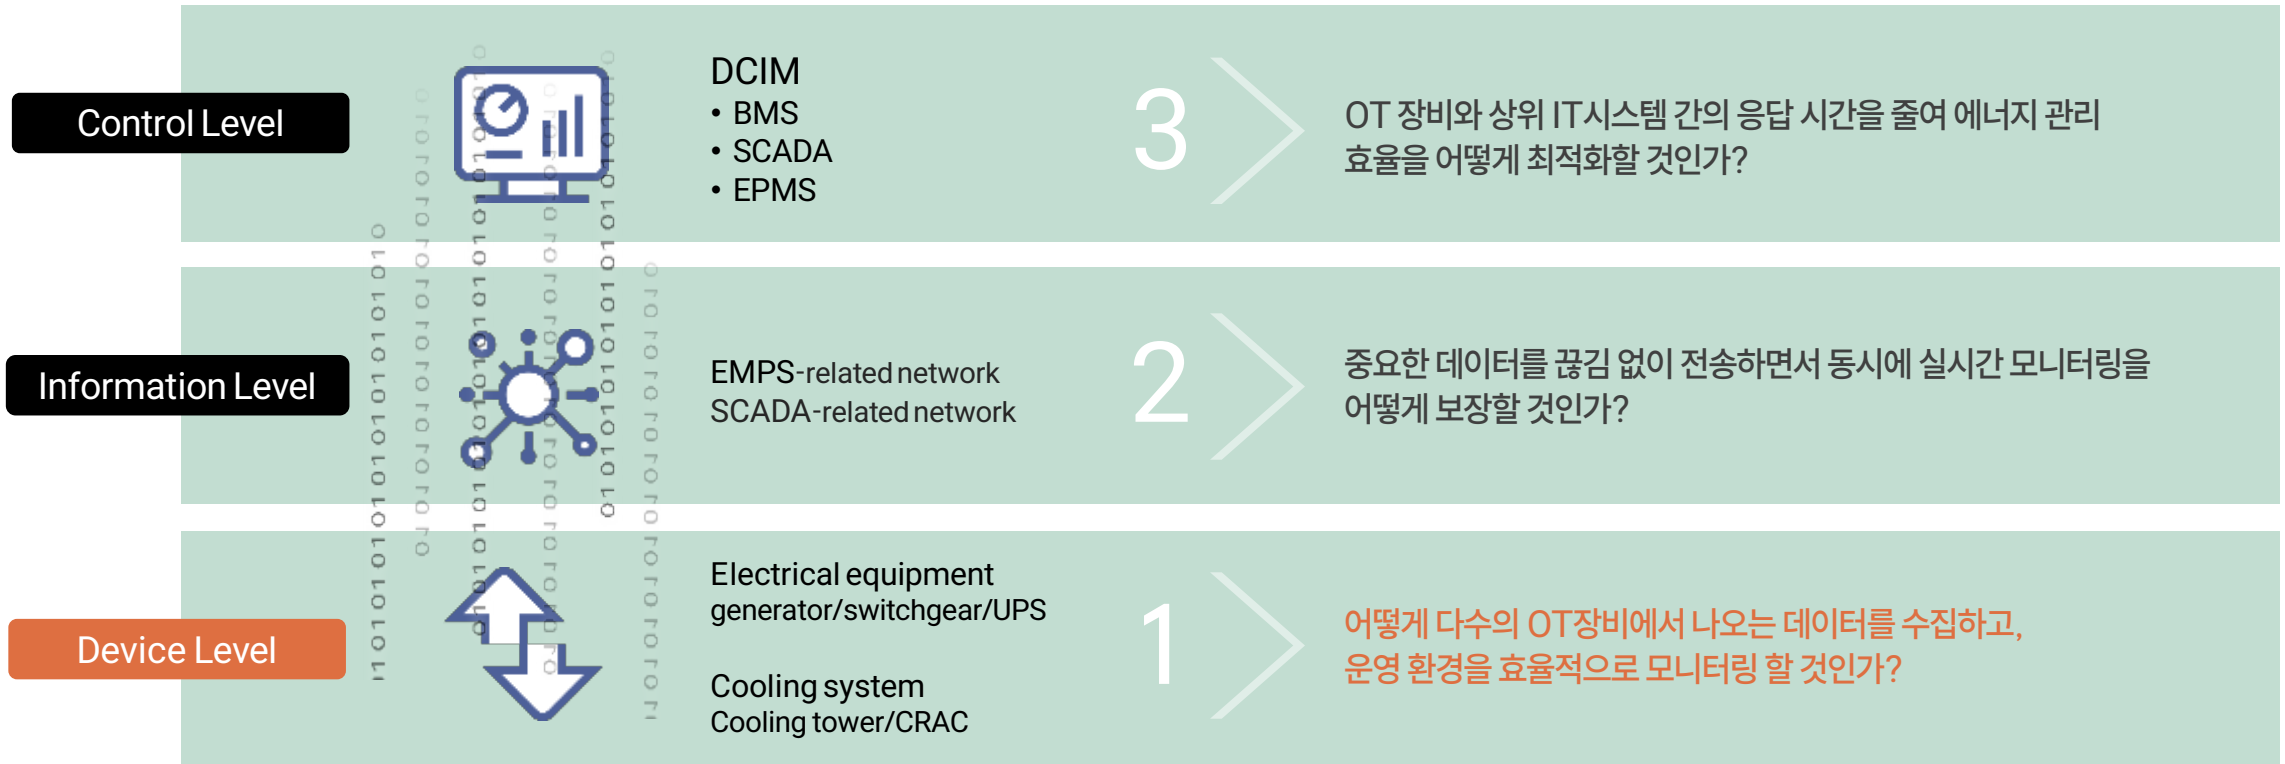 Control Level
DCIM
• BMS
• SCADA
• EPMS
3
OT 장비와 상위 IT시스템 간의 응답 시간을 줄여 에너지 관리
효율을 어떻게 최적화할 것인가?
Information Level
EMPS-related network
SCADA-related network
2
중요한 데이터를 끊김 없이 전송하면서 동시에 실시간 모니터링을
어떻게 보장할 것인가?
Device Level
Electrical equipment
generator/switchgear/UPS
Cooling system
Cooling tower/CRAC
1
어떻게 다수의 OT장비에서 나오는 데이터를 수집하고,
운영 환경을 효율적으로 모니터링 할 것인가?